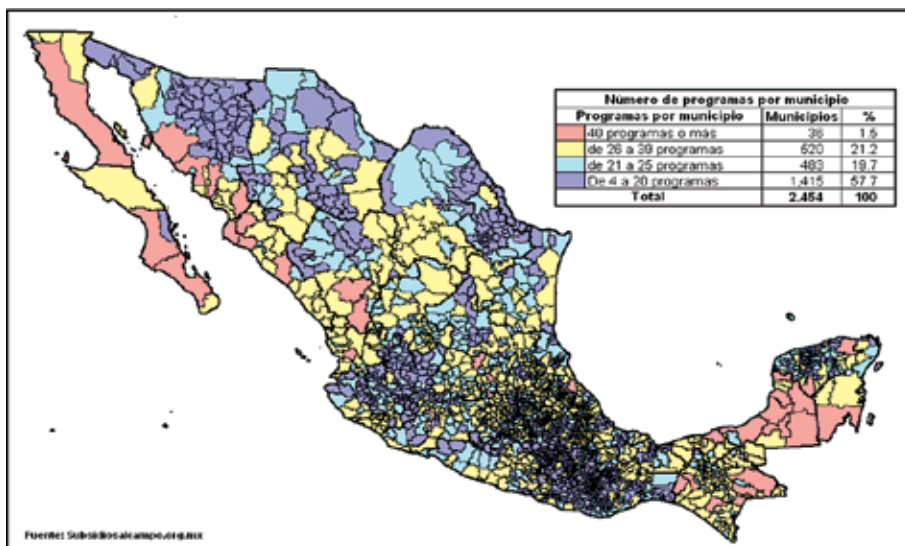 Número de programas por municipio
Programas por municipio Municipios %
40 programas o más 36 1.5
de 26 a 39 programas 520 21.2
de 21 a 25 programas 483 19.7
De 4 a 20 programas 1,415 57.7
Total 2.454 100
Fuente: Subsidiosalcampo.org.mx